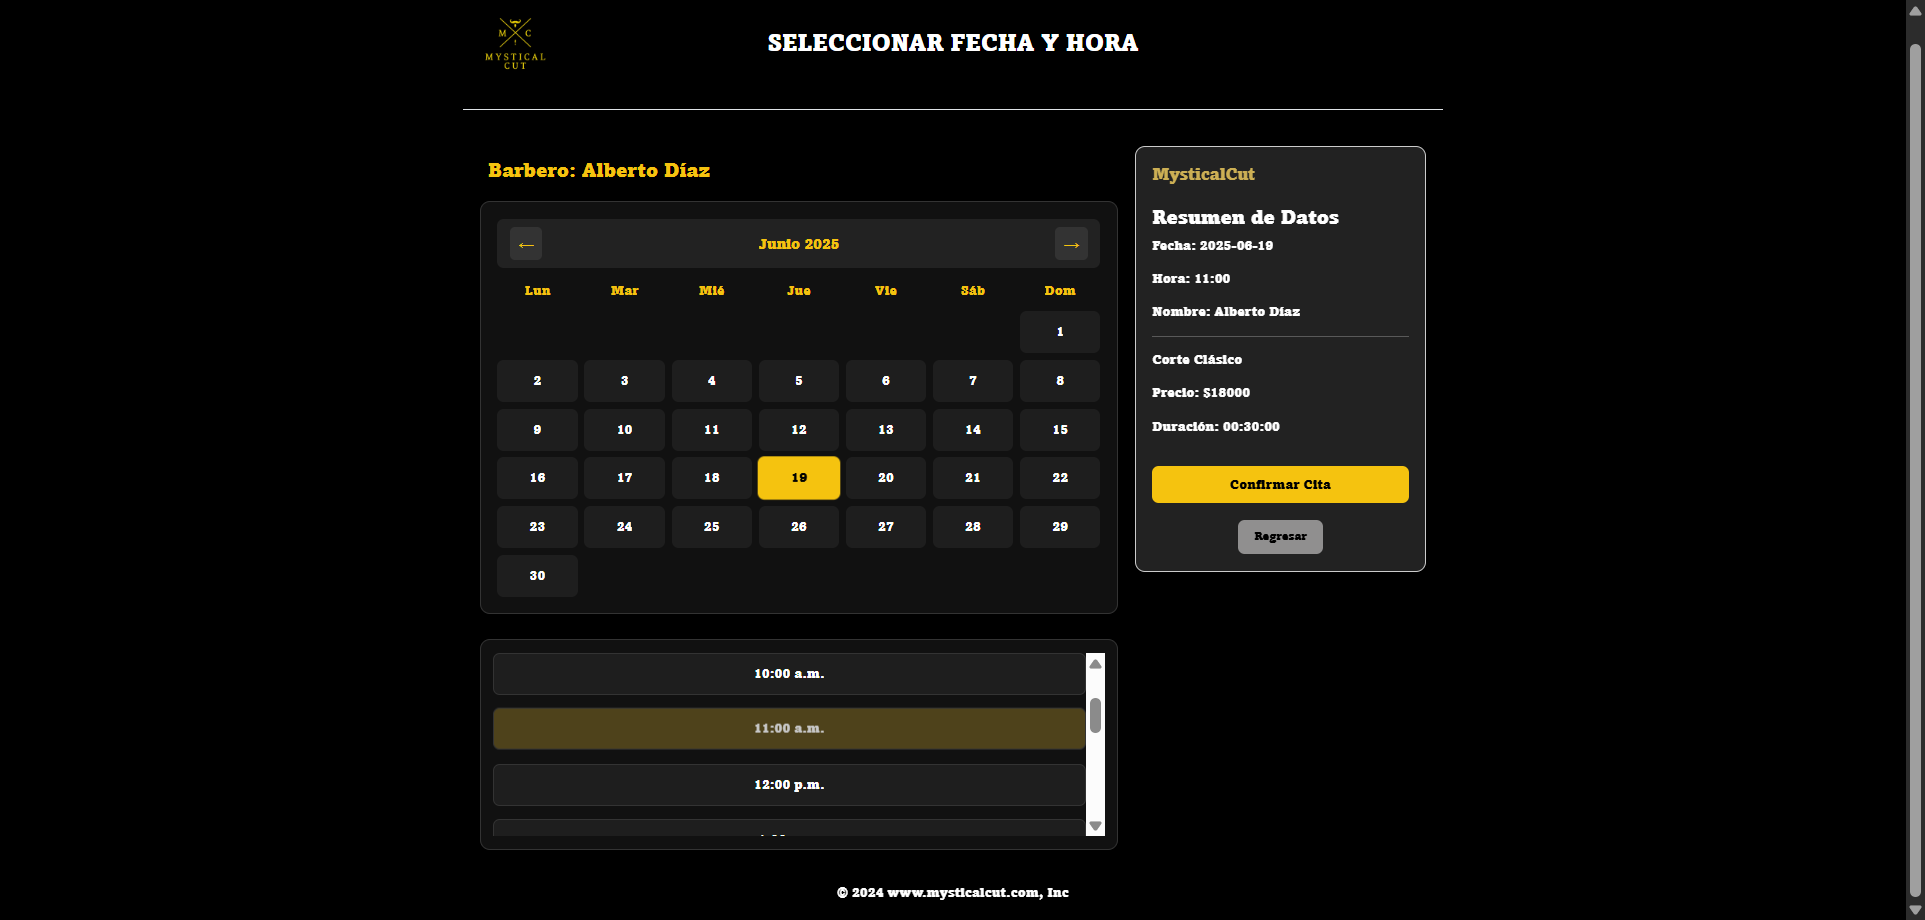 M C
MYSTICAL
CUT
SELECCIONAR FECHA Y HORA
Barbero: Alberto Díaz
← Junio 2025 →
Lun Mar Mié Jue Vie Sáb Dom
1
2 3 4 5 6 7 8
9 10 11 12 13 14 15
16 17 18 19 20 21 22
23 24 25 26 27 28 29
30
10:00 a.m.
11:00 a.m.
12:00 p.m.
MysticalCut
Resumen de Datos
Fecha: 2025-06-19
Hora: 11:00
Nombre: Alberto Díaz
Corte Clásico
Precio: $18000
Duración: 00:30:00
Confirmar Cita
Regresar
© 2024 www.mysticalcut.com, Inc